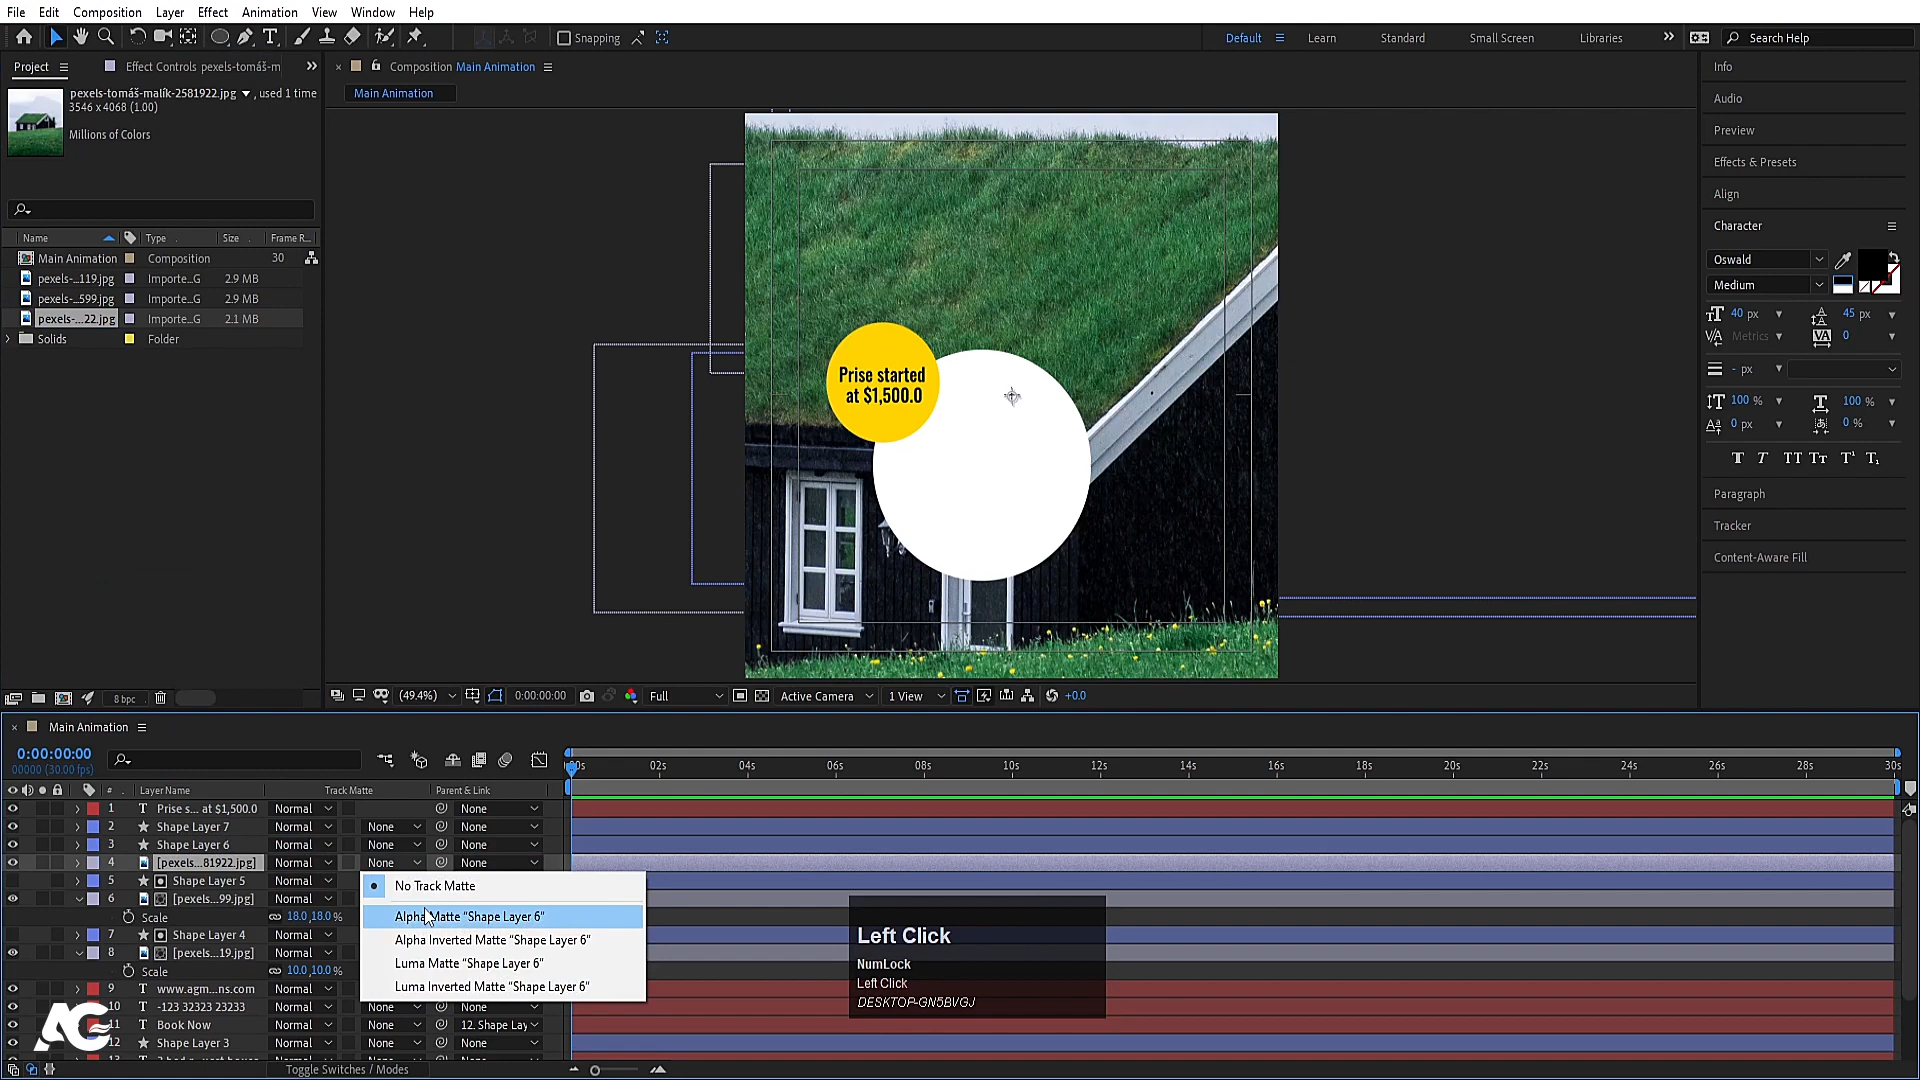 File Edit Composition Layer Effect Animation View Window Help
Snapping
Default Learn Standard Small Screen Libraries Search Help
Project Effect Controls pexels-tomáš-m
Composition Main Animation
Main Animation
pexels-tomáš-malík-2581922.jpg , used 1 time
3546 x 4068 (1.00)
Millions of Colors
Name Type Size Frame R...
Main Animation Composition 30
pexels-...119.jpg Importe...G 2.9 MB
pexels-...599.jpg Importe...G 2.9 MB
pexels-...22.jpg Importe...G 2.1 MB
Solids Folder
Prise started
at $1,500.0
Info
Audio
Preview
Effects & Presets
Align
Character
Oswald
Medium
40 px 45 px
Metrics 0
- px
100 % 100 %
0 px 0 %
Paragraph
Tracker
Content-Aware Fill
8 bpc
(49.4%) 0:00:00:00 Full Active Camera 1 View +0.0
Main Animation
0:00:00:00
00000 (30.00 fps)
02s 04s 06s 08s 10s 12s 14s 16s 18s 20s 22s 24s 26s 28s 30s
# Layer Name Track Matte Parent & Link
1 Prise s... at $1,500.0 Normal None
2 Shape Layer 7 Normal None None
3 Shape Layer 6 Normal None None
4 [pexels...81922.jpg] Normal None None
5 Shape Layer 5 Normal
6 [pexels...99.jpg] Normal
Scale 18.0,18.0 %
7 Shape Layer 4 Normal
8 [pexels...19.jpg] Normal
Scale 10.0,10.0 %
9 www.agm...ns.com Normal
10 -123 32323 23233 Normal None None
11 Book Now Normal None 12. Shape Lay
12 Shape Layer 3 Normal None None
Toggle Switches / Modes
No Track Matte
Alpha Matte "Shape Layer 6"
Alpha Inverted Matte "Shape Layer 6"
Luma Matte "Shape Layer 6"
Luma Inverted Matte "Shape Layer 6"
Left Click
NumLock
Left Click
DESKTOP-GN5BVGJ
AG